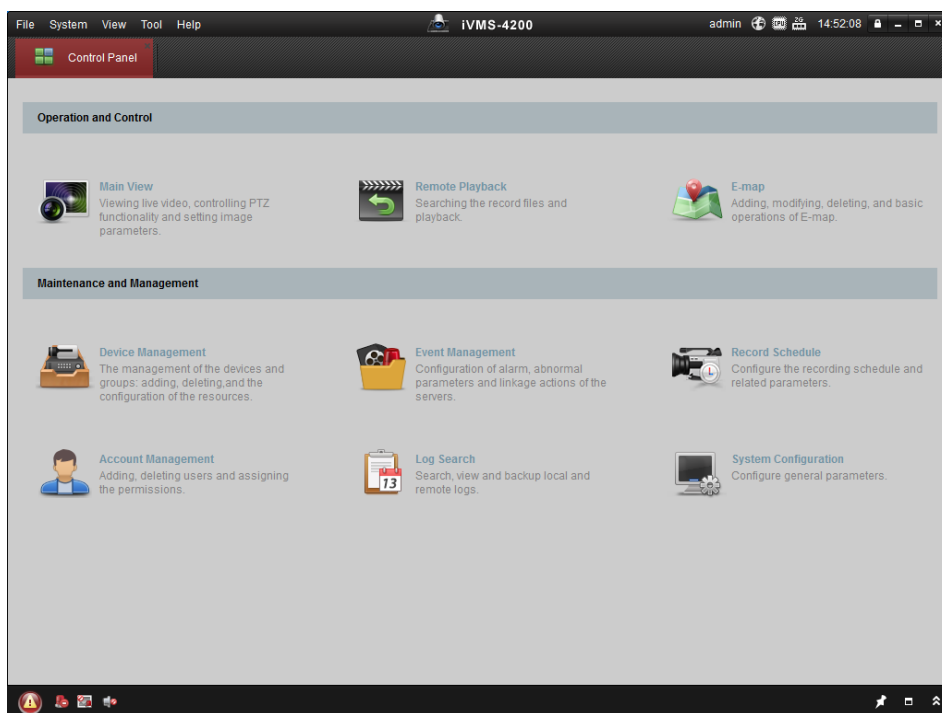 File System View Tool Help iVMS-4200 admin CPU 2G 14:52:08
Control Panel
Operation and Control
Main View
Viewing live video, controlling PTZ
functionality and setting image
parameters.
Remote Playback
Searching the record files and
playback.
E-map
Adding, modifying, deleting, and basic
operations of E-map.
Maintenance and Management
Device Management
The management of the devices and
groups: adding, deleting,and the
configuration of the resources.
Event Management
Configuration of alarm, abnormal
parameters and linkage actions of the
servers.
Record Schedule
Configure the recording schedule and
related parameters.
Account Management
Adding, deleting users and assigning
the permissions.
Log Search
Search, view and backup local and
remote logs.
13
System Configuration
Configure general parameters.